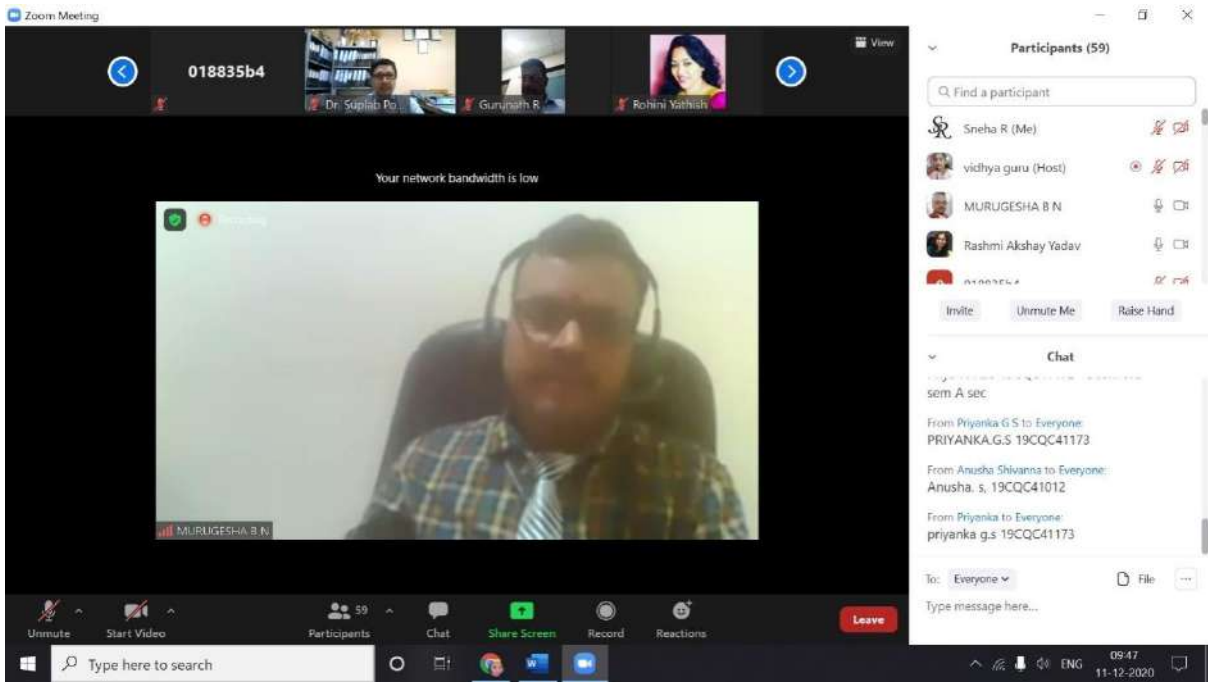 Zoom Meeting
018835b4
Dr. Suplab Po...
Gurunath R
Rohini Yathish
View
Your network bandwidth is low
Recording
MURUGESHA B N
Participants (59)
Find a participant
Sneha R (Me)
vidhya guru (Host)
MURUGESHA B N
Rashmi Akshay Yadav
018835b4
Invite
Unmute Me
Raise Hand
Chat
sem A sec
From Priyanka G S to Everyone:
PRIYANKA.G.S 19CQC41173
From Anusha Shivanna to Everyone:
Anusha. s, 19CQC41012
From Priyanka to Everyone:
priyanka g.s 19CQC41173
To: Everyone
File
Type message here...
Unmute
Start Video
59
Participants
Chat
Share Screen
Record
Reactions
Leave
Type here to search
ENG
09:47
11-12-2020